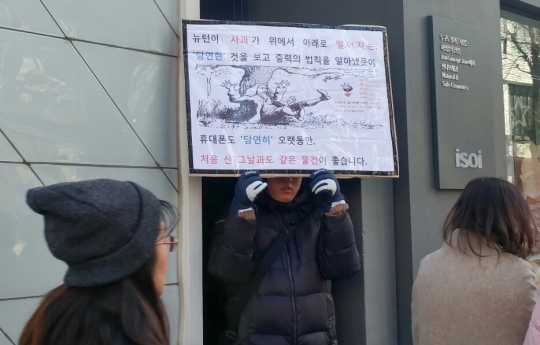 뉴턴이 '사과'가 위에서 아래로 떨어지는,
'당연한' 것을 보고 중력의 법칙을 알아냈듯이
휴대폰도 '당연히' 오랫동안,
처음 산 그날과도 같은 물건이 좋습니다.
isoi